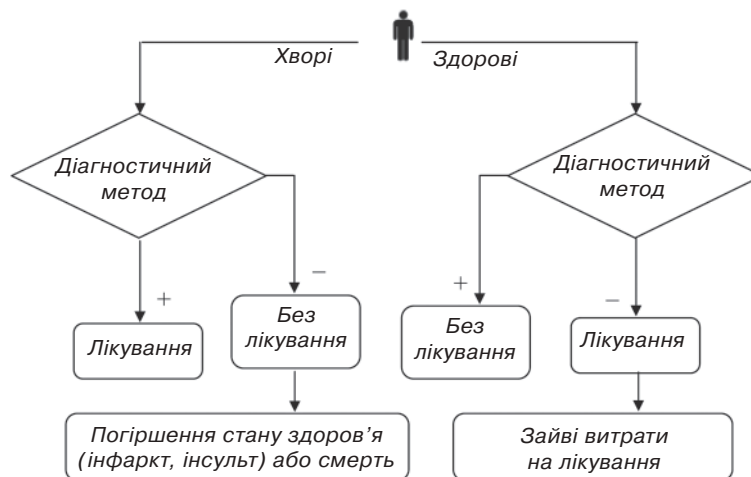 Хворі
Здорові
Діагностичний
метод
Діагностичний
метод
+
−
+
−
Лікування
Без
лікування
Без
лікування
Лікування
Погіршення стану здоров’я
(інфаркт, інсульт) або смерть
Зайві витрати
на лікування